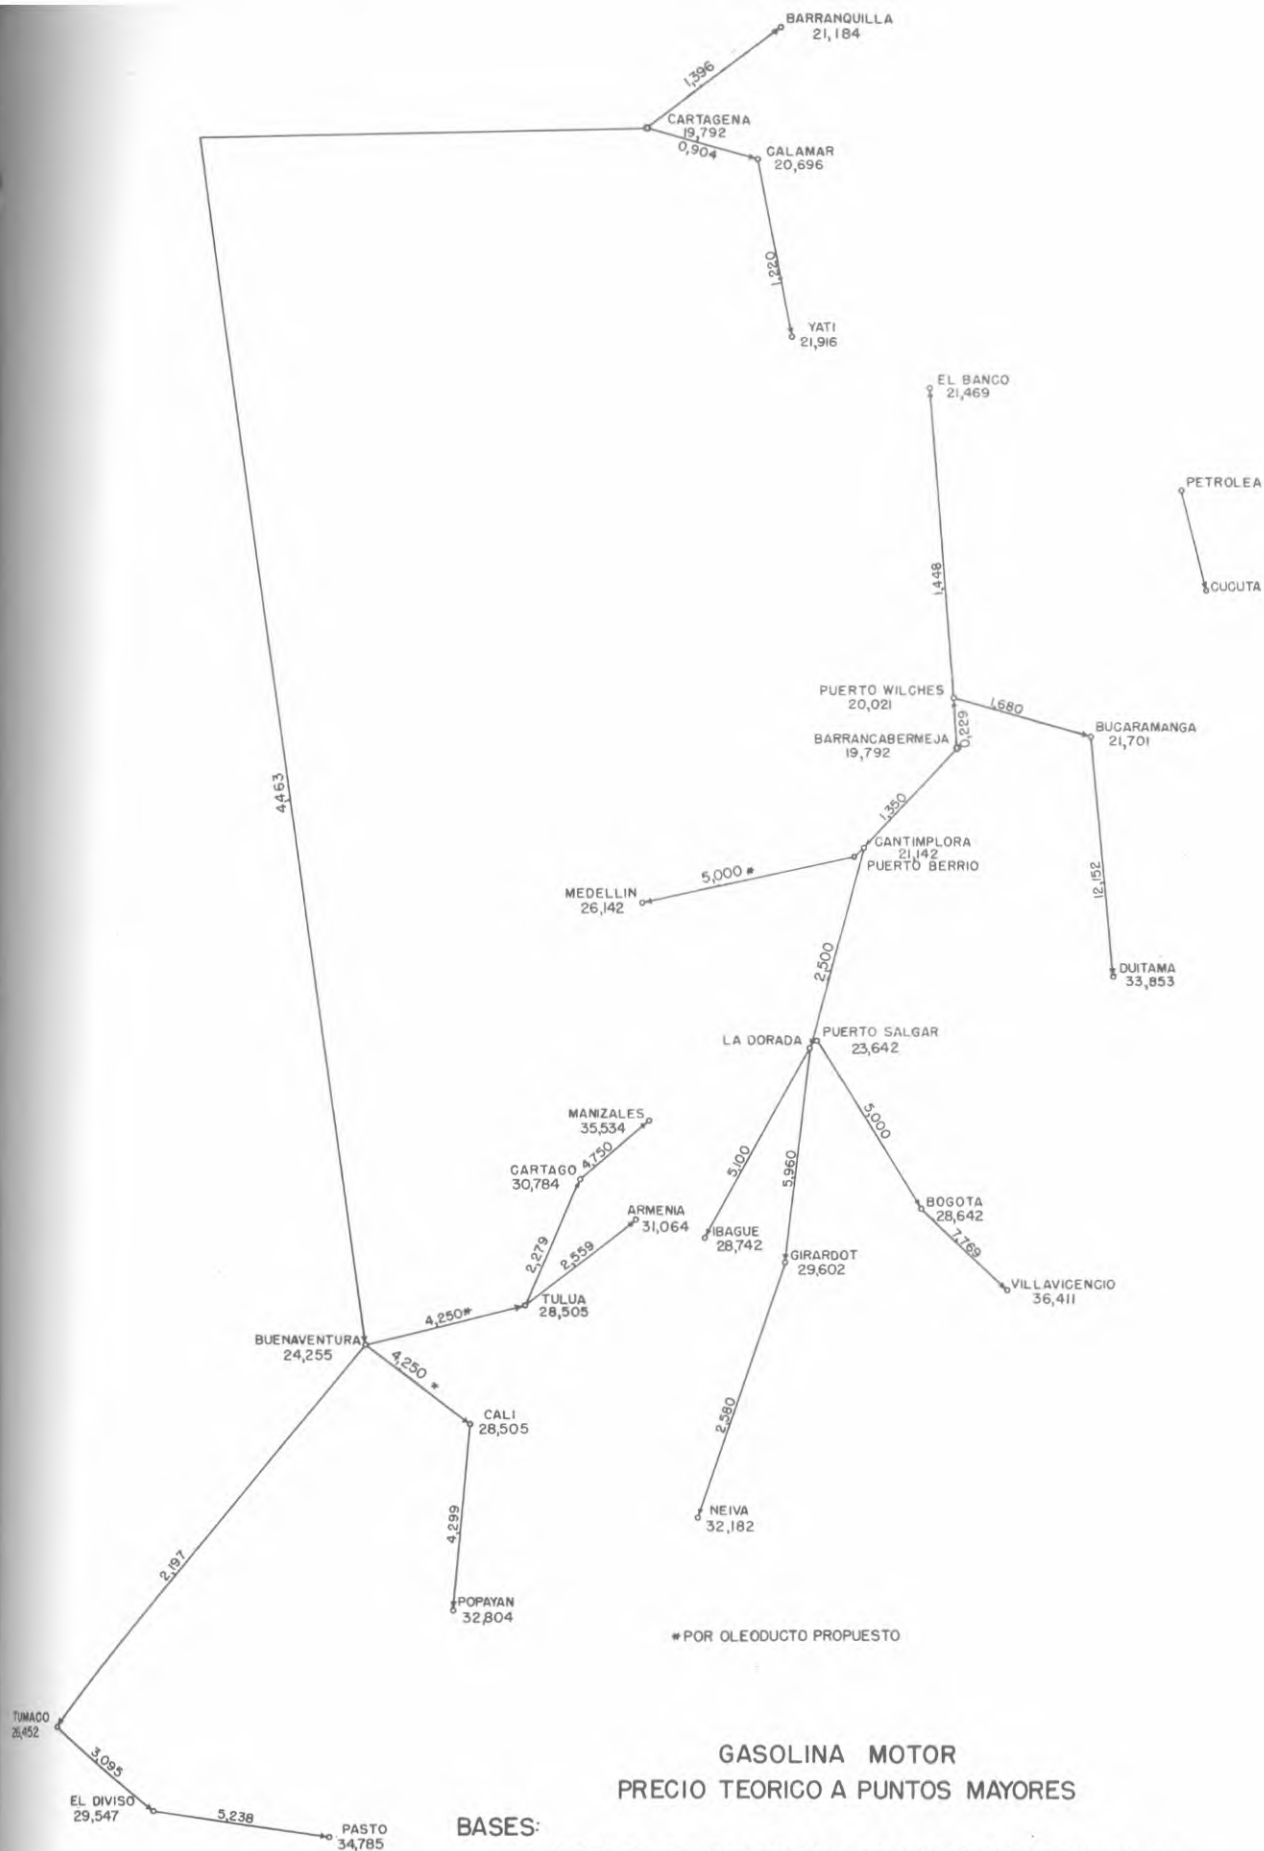 BARRANQUILLA
21,184
1,396
CARTAGENA
19,792
0,904
CALAMAR
20,696
1,220
YATI
21,916
EL BANCO
21,469
PETROLEA
CUCUTA
1,448
PUERTO WILCHES
20,021
1,680
0,229
BUCARAMANGA
21,701
BARRANCABERMEJA
19,792
4,463
1,350
CANTIMPLORA
21,142
PUERTO BERRIO
5,000 *
MEDELLIN
26,142
12,152
2,500
DUITAMA
33,853
LA DORADA
PUERTO SALGAR
23,642
MANIZALES
35,534
5,000
4,750
5,100
5,960
CARTAGO
30,784
ARMENIA
31,064
BOGOTA
28,642
IBAGUE
28,742
2,279
2,559
GIRARDOT
29,602
7,769
VILLAVICENCIO
36,411
TULUA
28,505
4,250*
BUENAVENTURA
24,255
4,250 *
CALI
28,505
2,580
NEIVA
32,182
4,299
2,197
POPAYAN
32,804
*POR OLEODUCTO PROPUESTO
TUMACO
26,452
3,095
GASOLINA MOTOR
PRECIO TEORICO A PUNTOS MAYORES
EL DIVISO
29,547
5,238
PASTO
34,785
BASES: